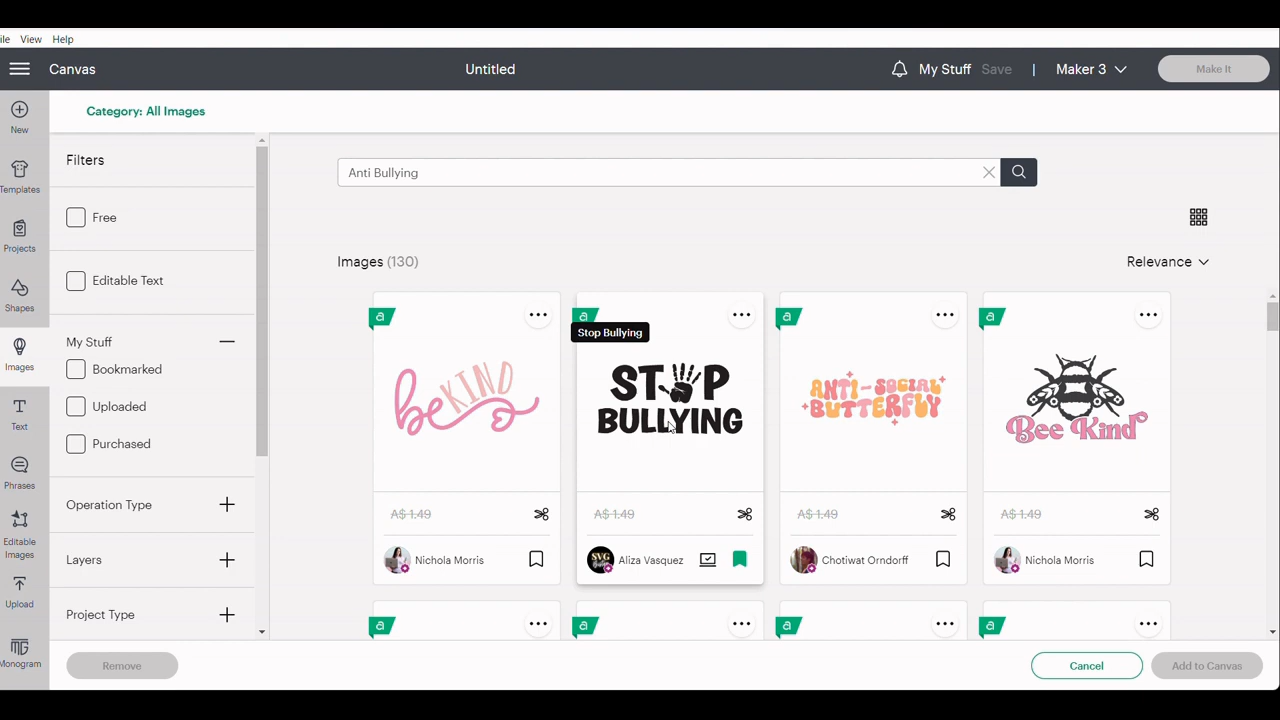 ile View Help
Canvas
Untitled
My Stuff Save | Maker 3
Make It
Category: All Images
New
Templates
Projects
Shapes
Images
Text
Phrases
Editable
Images
Upload
Monogram
Filters
Free
Editable Text
My Stuff
Bookmarked
Uploaded
Purchased
Operation Type
Layers
Project Type
Remove
Anti Bullying
Images (130)
Relevance
a
be KIND
A$ 1.49
Nichola Morris
a
Stop Bullying
STOP
BULLYING
A$ 1.49
SVG
Aliza Vasquez
a
ANTI-SOCIAL
BUTTERFLY
A$ 1.49
Chotiwat Orndorff
a
Bee Kind
A$ 1.49
Nichola Morris
a
a
a
a
Cancel
Add to Canvas